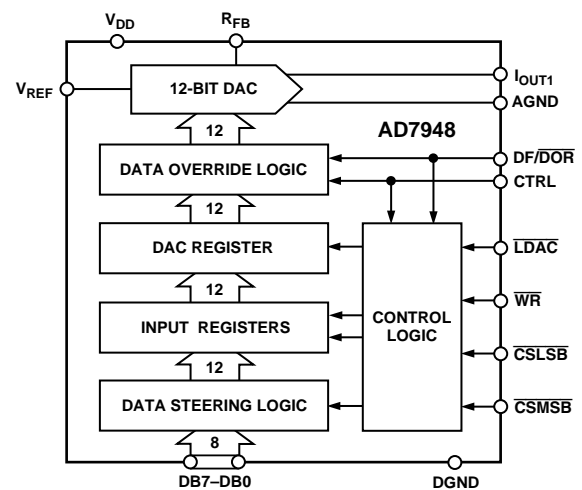 VDD
RFB
VREF
12-BIT DAC
IOUT1
AGND
12
AD7948
DATA OVERRIDE LOGIC
DF/DOR
CTRL
12
DAC REGISTER
LDAC
12
WR
INPUT REGISTERS
CONTROL
LOGIC
12
CSLSB
DATA STEERING LOGIC
CSMSB
8
DB7–DB0
DGND